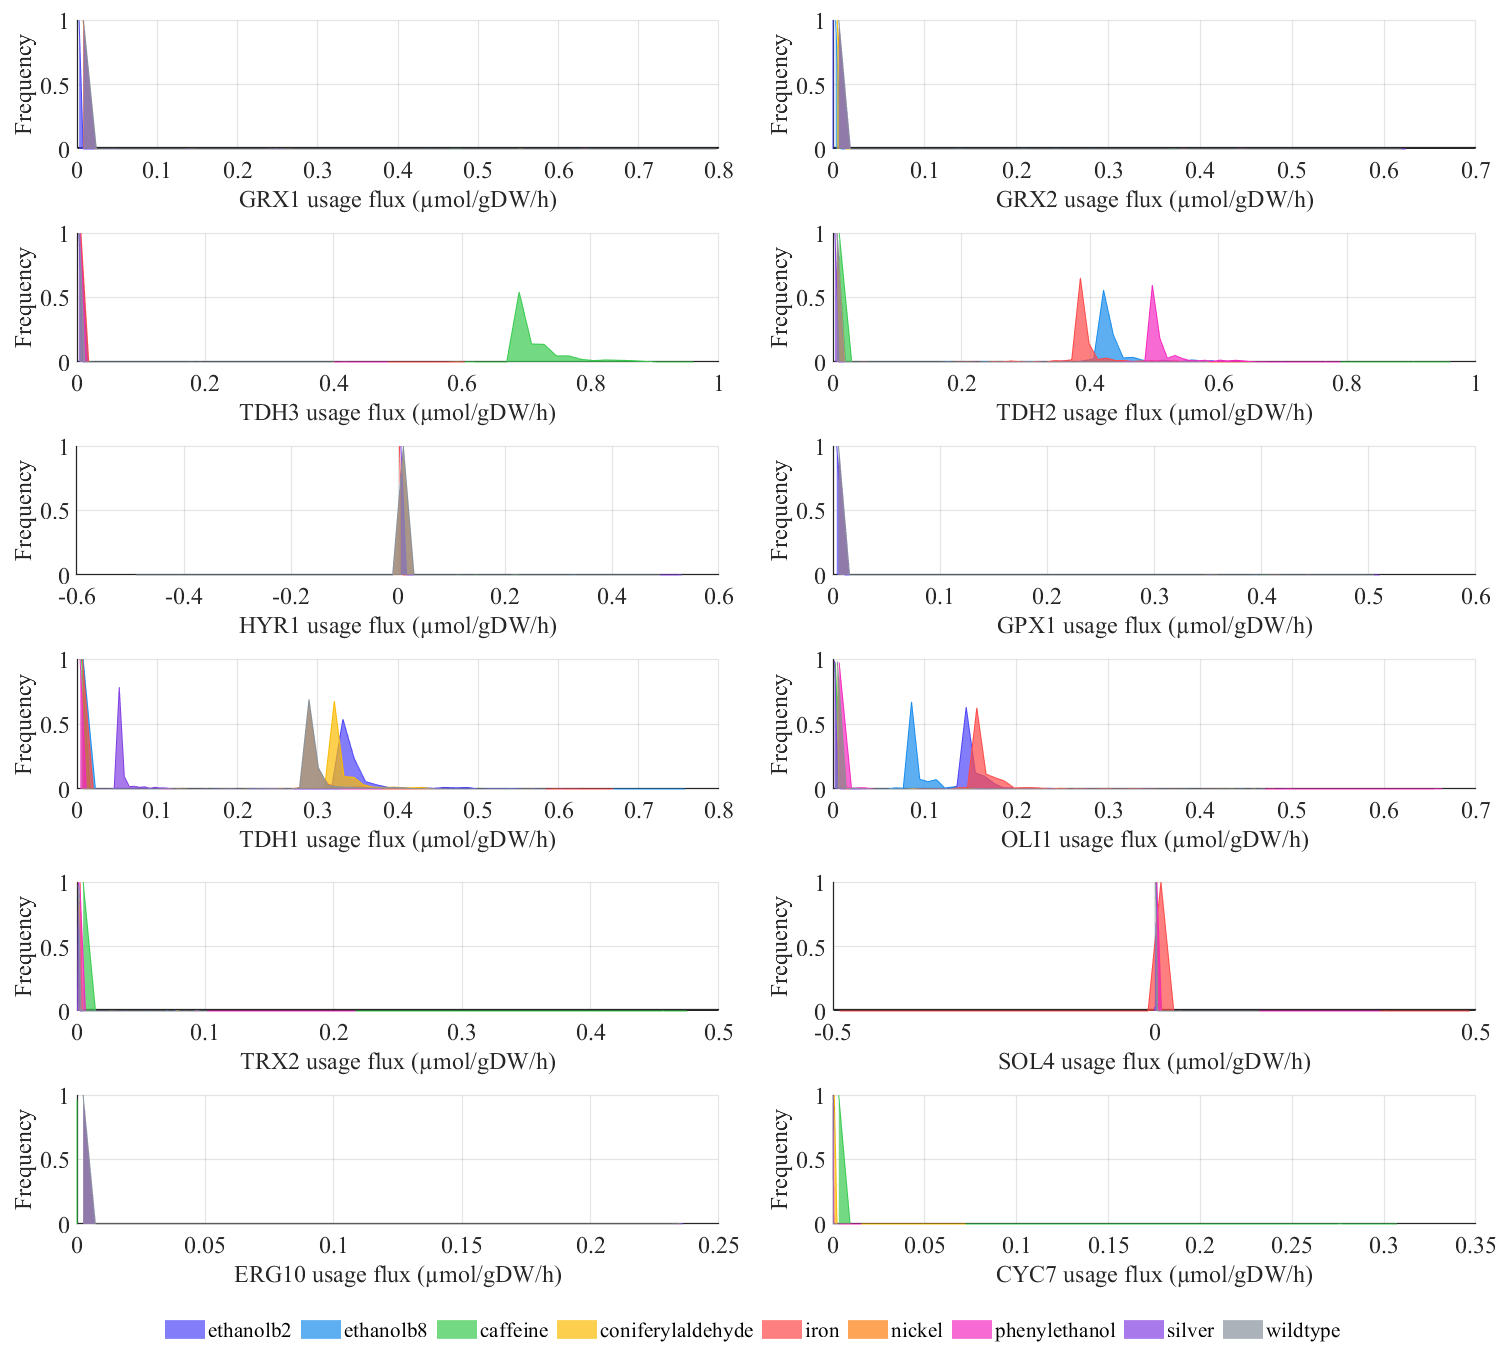 Frequency
1
0.5
0
0 0.1 0.2 0.3 0.4 0.5 0.6 0.7 0.8
GRX1 usage flux (µmol/gDW/h)
Frequency
1
0.5
0
0 0.1 0.2 0.3 0.4 0.5 0.6 0.7
GRX2 usage flux (µmol/gDW/h)
Frequency
1
0.5
0
0 0.2 0.4 0.6 0.8 1
TDH3 usage flux (µmol/gDW/h)
Frequency
1
0.5
0
0 0.2 0.4 0.6 0.8 1
TDH2 usage flux (µmol/gDW/h)
Frequency
1
0.5
0
-0.6 -0.4 -0.2 0 0.2 0.4 0.6
HYR1 usage flux (µmol/gDW/h)
Frequency
1
0.5
0
0 0.1 0.2 0.3 0.4 0.5 0.6
GPX1 usage flux (µmol/gDW/h)
Frequency
1
0.5
0
0 0.1 0.2 0.3 0.4 0.5 0.6 0.7 0.8
TDH1 usage flux (µmol/gDW/h)
Frequency
1
0.5
0
0 0.1 0.2 0.3 0.4 0.5 0.6 0.7
OLI1 usage flux (µmol/gDW/h)
Frequency
1
0.5
0
0 0.1 0.2 0.3 0.4 0.5
TRX2 usage flux (µmol/gDW/h)
Frequency
1
0.5
0
-0.5 0 0.5
SOL4 usage flux (µmol/gDW/h)
Frequency
1
0.5
0
0 0.05 0.1 0.15 0.2 0.25
ERG10 usage flux (µmol/gDW/h)
Frequency
1
0.5
0
0 0.05 0.1 0.15 0.2 0.25 0.3 0.35
CYC7 usage flux (µmol/gDW/h)
ethanolb2 ethanolb8 caffeine coniferylaldehyde iron nickel phenylethanol silver wildtype